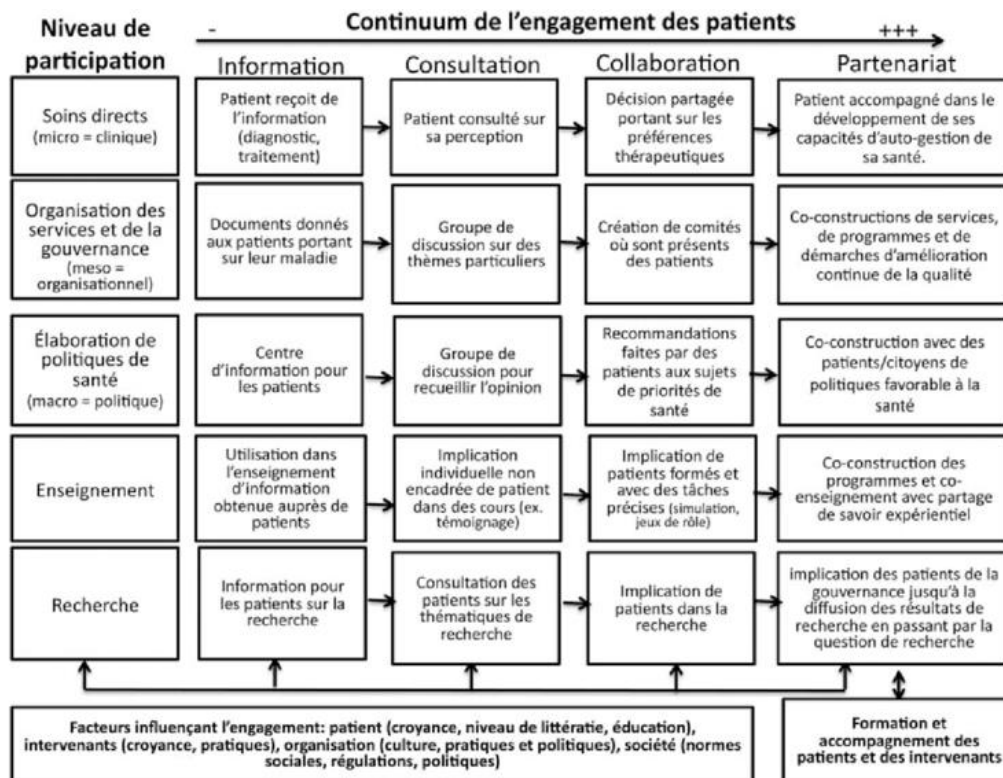 Continuum de l'engagement des patients
Niveau de
participation
-
+++
Information
Consultation
Collaboration
Partenariat
Soins directs
(micro = clinique)
Patient reçoit de
l'information
(diagnostic,
traitement)
Patient consulté sur
sa perception
Décision partagée
portant sur les
préférences
thérapeutiques
Patient accompagné dans le
développement de ses
capacités d'auto-gestion de
sa santé.
Organisation des
services et de la
gouvernance
(meso =
organisationnel)
Documents donnés
aux patients portant
sur leur maladie
Groupe de
discussion sur des
thèmes particuliers
Création de comités
où sont présents
des patients
Co-constructions de services,
de programmes et de
démarches d'amélioration
continue de la qualité
Élaboration de
politiques de
santé
(macro = politique)
Centre
d'information pour
les patients
Groupe de
discussion pour
recueillir l'opinion
Recommandations
faites par des
patients aux sujets
de priorités de
santé
Co-construction avec des
patients/citoyens de
politiques favorable à la
santé
Enseignement
Utilisation dans
l'enseignement
d'information
obtenue auprès de
patients
Implication
individuelle non
encadrée de patient
dans des cours (ex.
témoignage)
Implication de
patients formés et
avec des tâches
précises (simulation,
jeux de rôle)
Co-construction des
programmes et co-
enseignement avec partage
de savoir expérientiel
Recherche
Information pour
les patients sur la
recherche
Consultation des
patients sur les
thématiques de
recherche
Implication de
patients dans la
recherche
implication des patients de la
gouvernance jusqu'à la
diffusion des résultats de
recherche en passant par la
question de recherche
Facteurs influençant l'engagement: patient (croyance, niveau de littératie, éducation),
intervenants (croyance, pratiques), organisation (culture, pratiques et politiques), société (normes
sociales, régulations, politiques)
Formation et
accompagnement des
patients et des intervenants